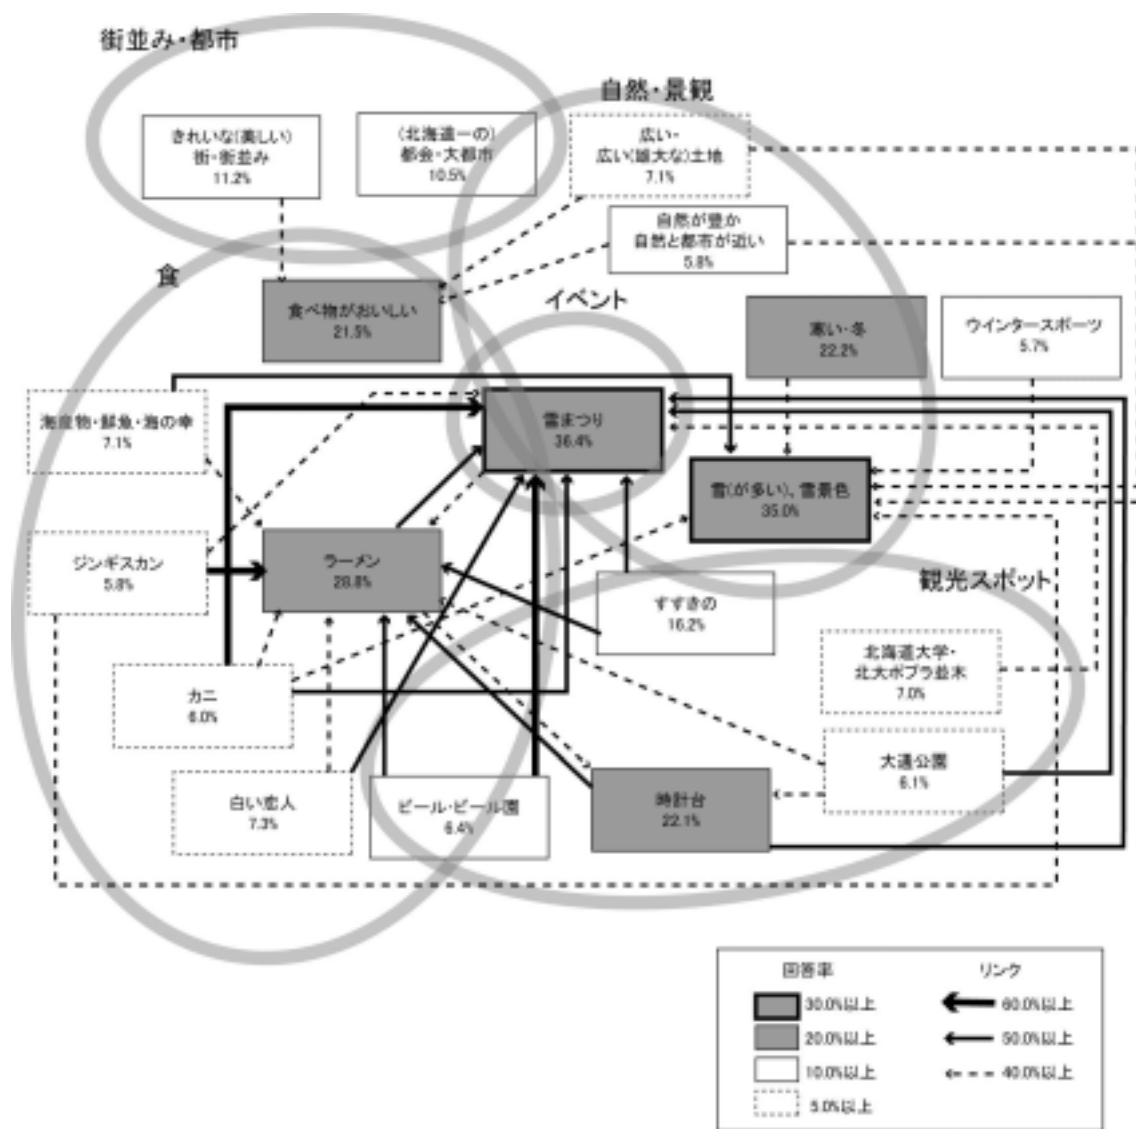 街並み・都市
きれいな(美しい)
街・街並み
11.2%
(北海道一の)
都会・大都市
10.5%
自然・景観
広い・
広い(雄大な)土地
7.1%
自然が豊か
自然と都市が近い
5.8%
食
食べ物がおいしい
21.5%
イベント
寒い・冬
22.2%
ウインタースポーツ
5.7%
海産物・鮮魚・海の幸
7.1%
雪まつり
36.4%
雪(が多い)、雪景色
35.0%
ジンギスカン
5.8%
ラーメン
28.8%
すすきの
16.2%
観光スポット
北海道大学・
北大ポプラ並木
7.0%
カニ
6.0%
大通公園
6.1%
白い恋人
7.3%
ビール・ビール園
6.4%
時計台
22.1%
回答率
リンク
30.0%以上
60.0%以上
20.0%以上
50.0%以上
10.0%以上
40.0%以上
5.0%以上